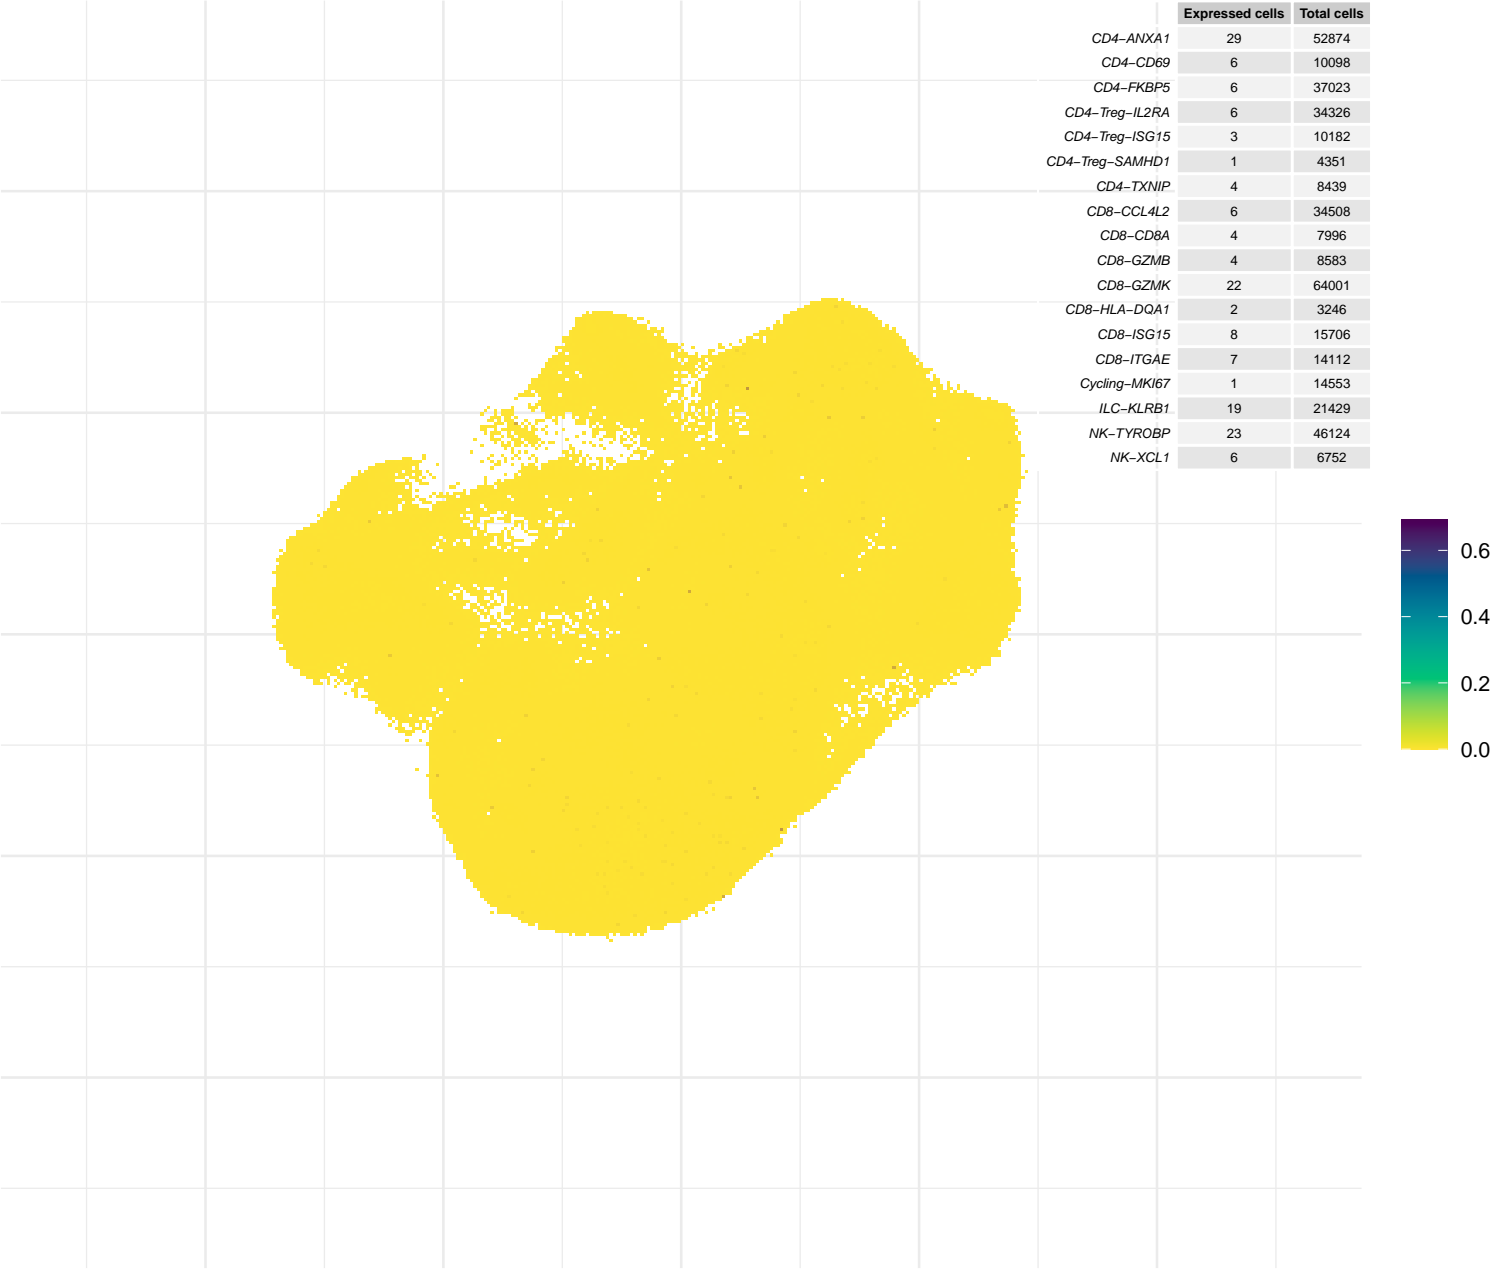 Expressed cells Total cells
CD4−ANXA1 29 52874
CD4−CD69 6 10098
CD4−FKBP5 6 37023
CD4−Treg−IL2RA 6 34326
CD4−Treg−ISG15 3 10182
CD4−Treg−SAMHD1 1 4351
CD4−TXNIP 4 8439
CD8−CCL4L2 6 34508
CD8−CD8A 4 7996
CD8−GZMB 4 8583
CD8−GZMK 22 64001
CD8−HLA−DQA1 2 3246
CD8−ISG15 8 15706
CD8−ITGAE 7 14112
Cycling−MKI67 1 14553
ILC−KLRB1 19 21429
NK−TYROBP 23 46124
NK−XCL1 6 6752
0.6
0.4
0.2
0.0